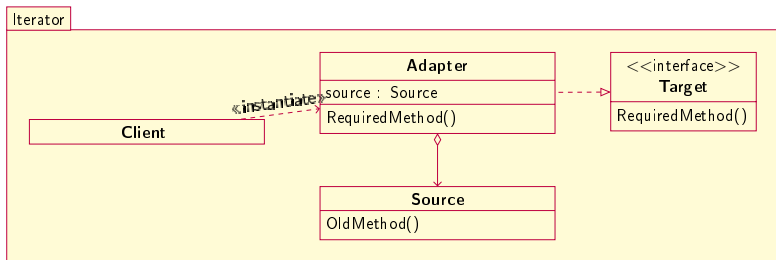 Iterator
Adapter
source : Source
RequiredMethod()
<<interface>>
Target
RequiredMethod()
«instantiate»
Client
Source
OldMethod()